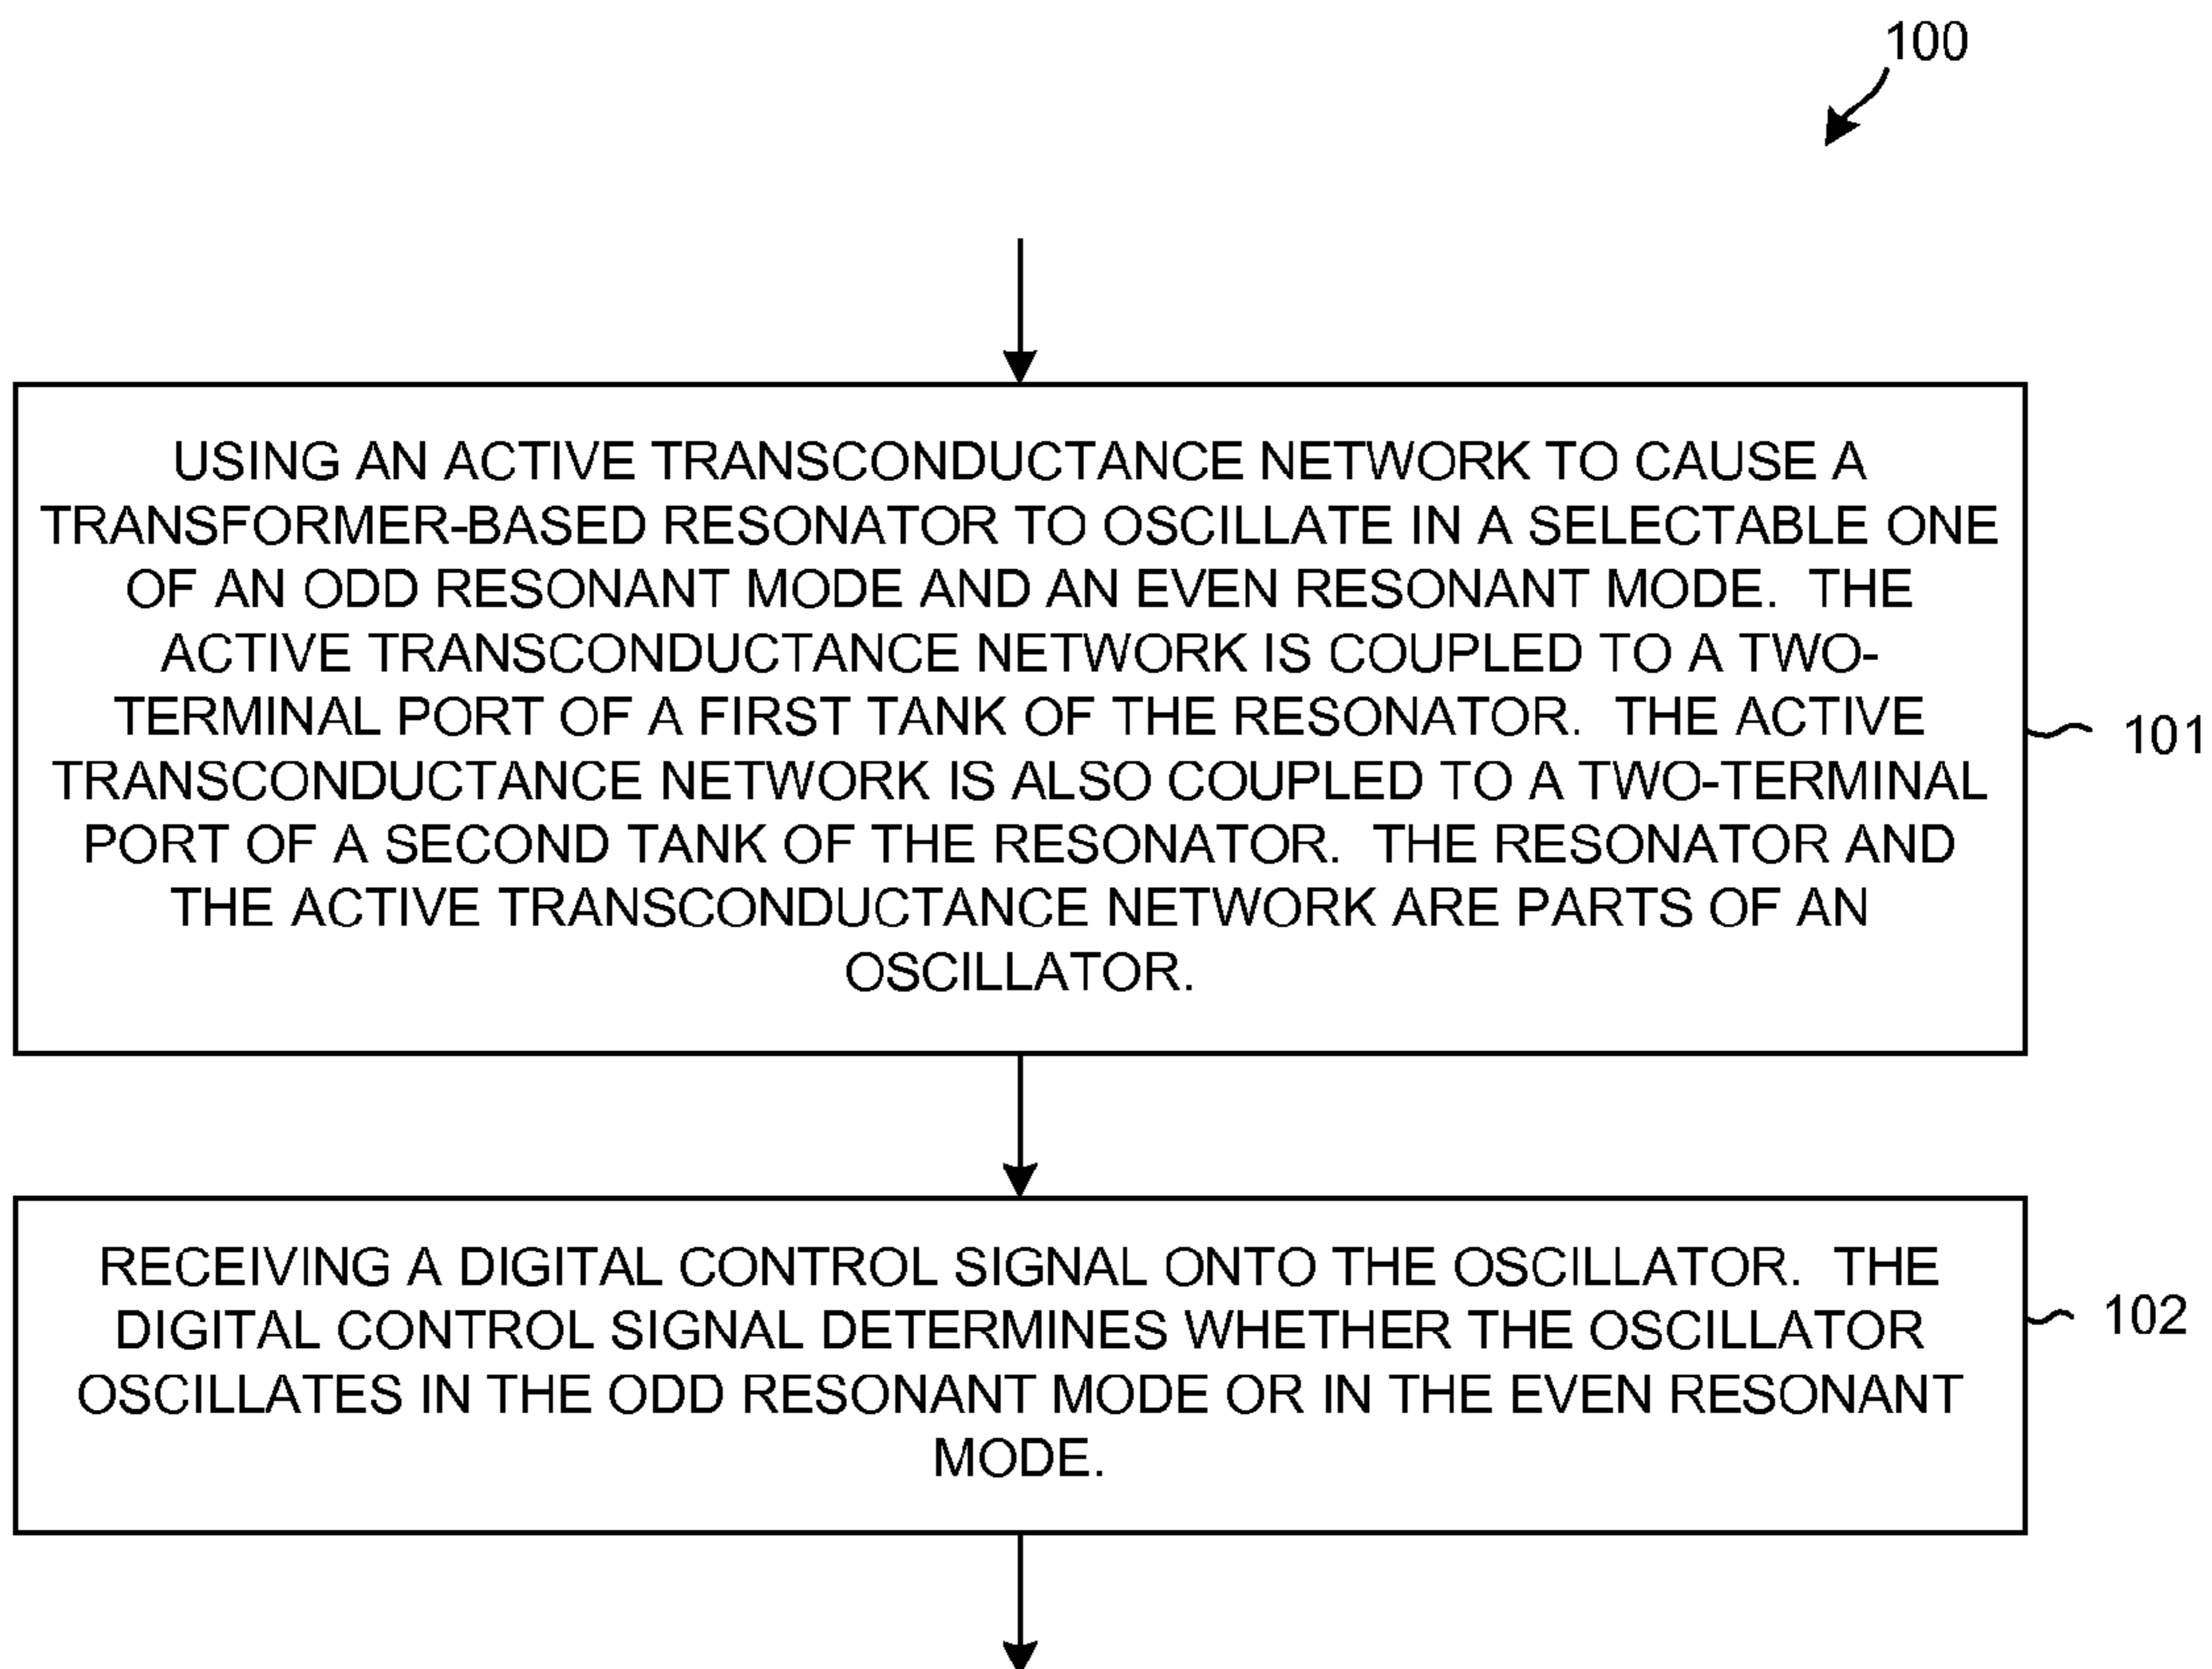 100
USING AN ACTIVE TRANSCONDUCTANCE NETWORK TO CAUSE A
TRANSFORMER-BASED RESONATOR TO OSCILLATE IN A SELECTABLE ONE
OF AN ODD RESONANT MODE AND AN EVEN RESONANT MODE. THE
ACTIVE TRANSCONDUCTANCE NETWORK IS COUPLED TO A TWO-
TERMINAL PORT OF A FIRST TANK OF THE RESONATOR. THE ACTIVE
TRANSCONDUCTANCE NETWORK IS ALSO COUPLED TO A TWO-TERMINAL
PORT OF A SECOND TANK OF THE RESONATOR. THE RESONATOR AND
THE ACTIVE TRANSCONDUCTANCE NETWORK ARE PARTS OF AN
OSCILLATOR.
101
RECEIVING A DIGITAL CONTROL SIGNAL ONTO THE OSCILLATOR. THE
DIGITAL CONTROL SIGNAL DETERMINES WHETHER THE OSCILLATOR
OSCILLATES IN THE ODD RESONANT MODE OR IN THE EVEN RESONANT
MODE.
102